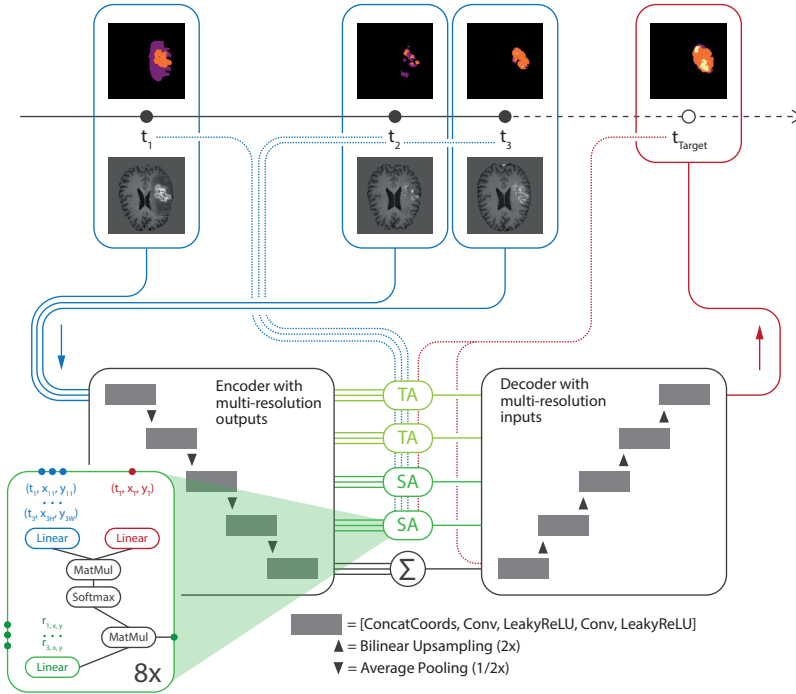 t1
t2
t3
tTarget
Encoder with
multi-resolution
outputs
TA
TA
SA
SA
Σ
Decoder with
multi-resolution
inputs
(t1, x11, y11)
...
(t3, x3H, y3W)
(tT, xT, yT)
Linear
Linear
MatMul
Softmax
MatMul
r1, x, y
...
r3, x, y
Linear
8x
= [ConcatCoords, Conv, LeakyReLU, Conv, LeakyReLU]
= Bilinear Upsampling (2x)
= Average Pooling (1/2x)